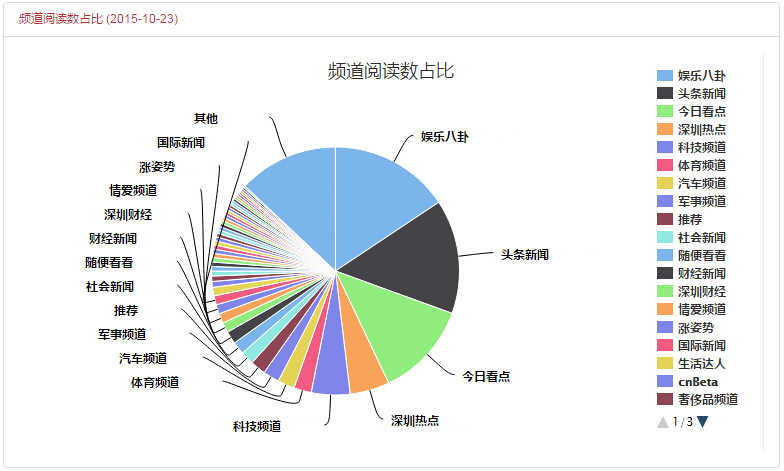 频道阅读数占比 (2015-10-23)
频道阅读数占比
其他
国际新闻
涨姿势
情爱频道
深圳财经
财经新闻
随便看看
社会新闻
推荐
军事频道
汽车频道
体育频道
科技频道
深圳热点
今日看点
头条新闻
娱乐八卦
娱乐八卦
头条新闻
今日看点
深圳热点
科技频道
体育频道
汽车频道
军事频道
推荐
社会新闻
随便看看
财经新闻
深圳财经
情爱频道
涨姿势
国际新闻
生活达人
cnBeta
奢侈品频道
1 / 3